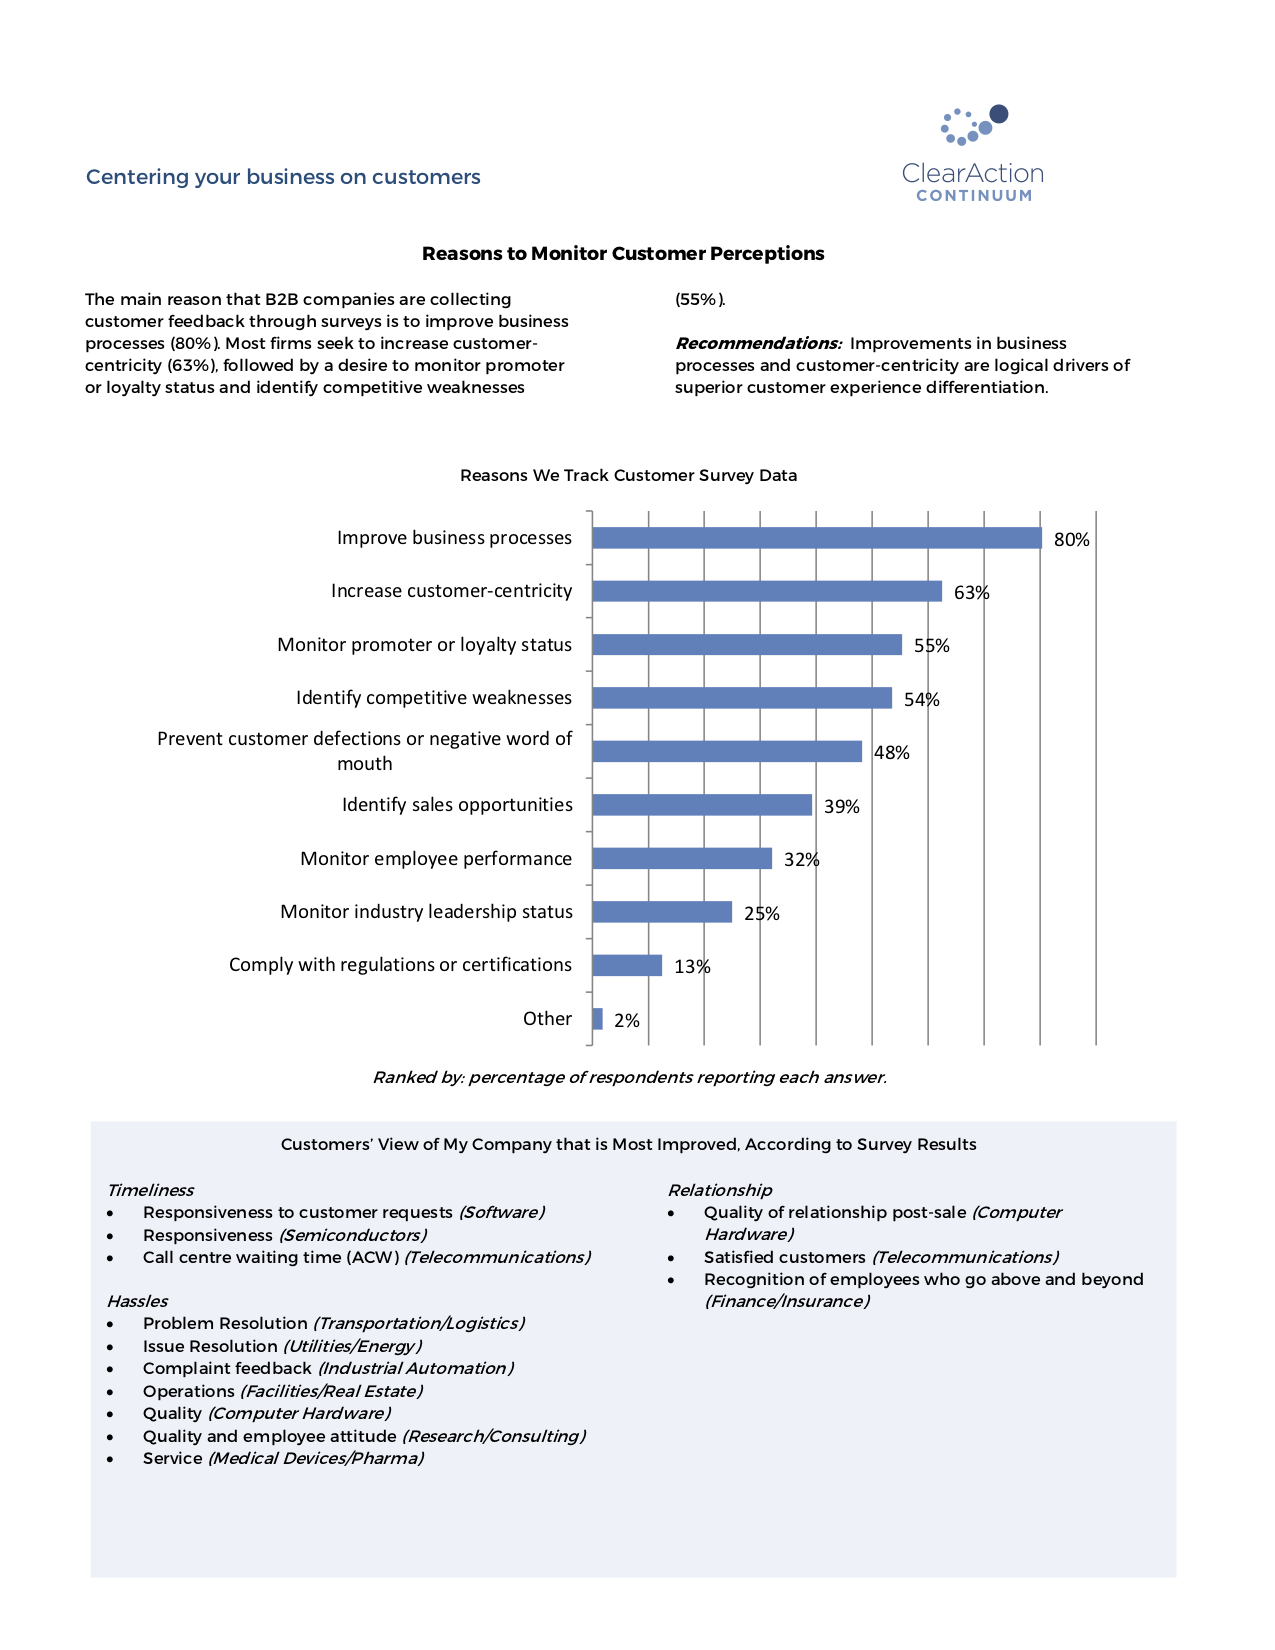 Centering your business on customers
ClearAction
CONTINUUM
Reasons to Monitor Customer Perceptions
The main reason that B2B companies are collecting
customer feedback through surveys is to improve business
processes (80%). Most firms seek to increase customer-
centricity (63%), followed by a desire to monitor promoter
or loyalty status and identify competitive weaknesses
(55%).
Recommendations: Improvements in business
processes and customer-centricity are logical drivers of
superior customer experience differentiation.
Reasons We Track Customer Survey Data
Improve business processes 80%
Increase customer-centricity 63%
Monitor promoter or loyalty status 55%
Identify competitive weaknesses 54%
Prevent customer defections or negative word of
mouth 48%
Identify sales opportunities 39%
Monitor employee performance 32%
Monitor industry leadership status 25%
Comply with regulations or certifications 13%
Other 2%
Ranked by: percentage of respondents reporting each answer.
Customers' View of My Company that is Most Improved, According to Survey Results
Timeliness
• Responsiveness to customer requests (Software)
• Responsiveness (Semiconductors)
• Call centre waiting time (ACW) (Telecommunications)
Hassles
• Problem Resolution (Transportation/Logistics)
• Issue Resolution (Utilities/Energy)
• Complaint feedback (Industrial Automation)
• Operations (Facilities/Real Estate)
• Quality (Computer Hardware)
• Quality and employee attitude (Research/Consulting)
• Service (Medical Devices/Pharma)
Relationship
• Quality of relationship post-sale (Computer
Hardware)
• Satisfied customers (Telecommunications)
• Recognition of employees who go above and beyond
(Finance/Insurance)